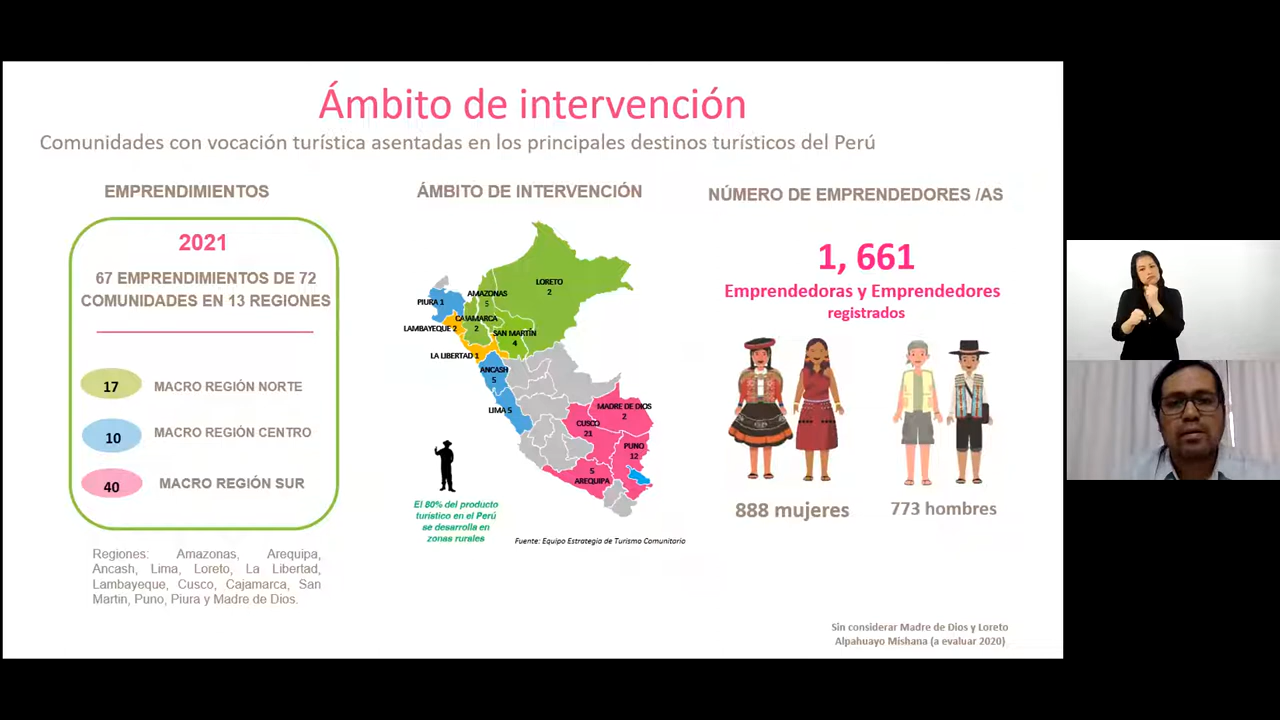 Ámbito de intervención
Comunidades con vocación turística asentadas en los principales destinos turísticos del Perú
EMPRENDIMIENTOS
2021
67 EMPRENDIMIENTOS DE 72
COMUNIDADES EN 13 REGIONES
17 MACRO REGIÓN NORTE
10 MACRO REGIÓN CENTRO
40 MACRO REGIÓN SUR
Regiones: Amazonas, Arequipa,
Ancash, Lima, Loreto, La Libertad,
Lambayeque, Cusco, Cajamarca, San
Martin, Puno, Piura y Madre de Dios.
ÁMBITO DE INTERVENCIÓN
LORETO
2
AMAZONAS
5
PIURA 1
CAJAMARCA
2
LAMBAYEQUE 2
SAN MARTÍN
4
LA LIBERTAD 1
ANCASH
5
LIMA 5
MADRE DE DIOS
2
CUSCO
21
PUNO
12
5
AREQUIPA
El 80% del producto
turístico en el Perú
se desarrolla en
zonas rurales
Fuente: Equipo Estrategia de Turismo Comunitario
NÚMERO DE EMPRENDEDORES /AS
1, 661
Emprendedoras y Emprendedores
registrados
888 mujeres
773 hombres
Sin considerar Madre de Dios y Loreto
Alpahuayo Mishana (a evaluar 2020)